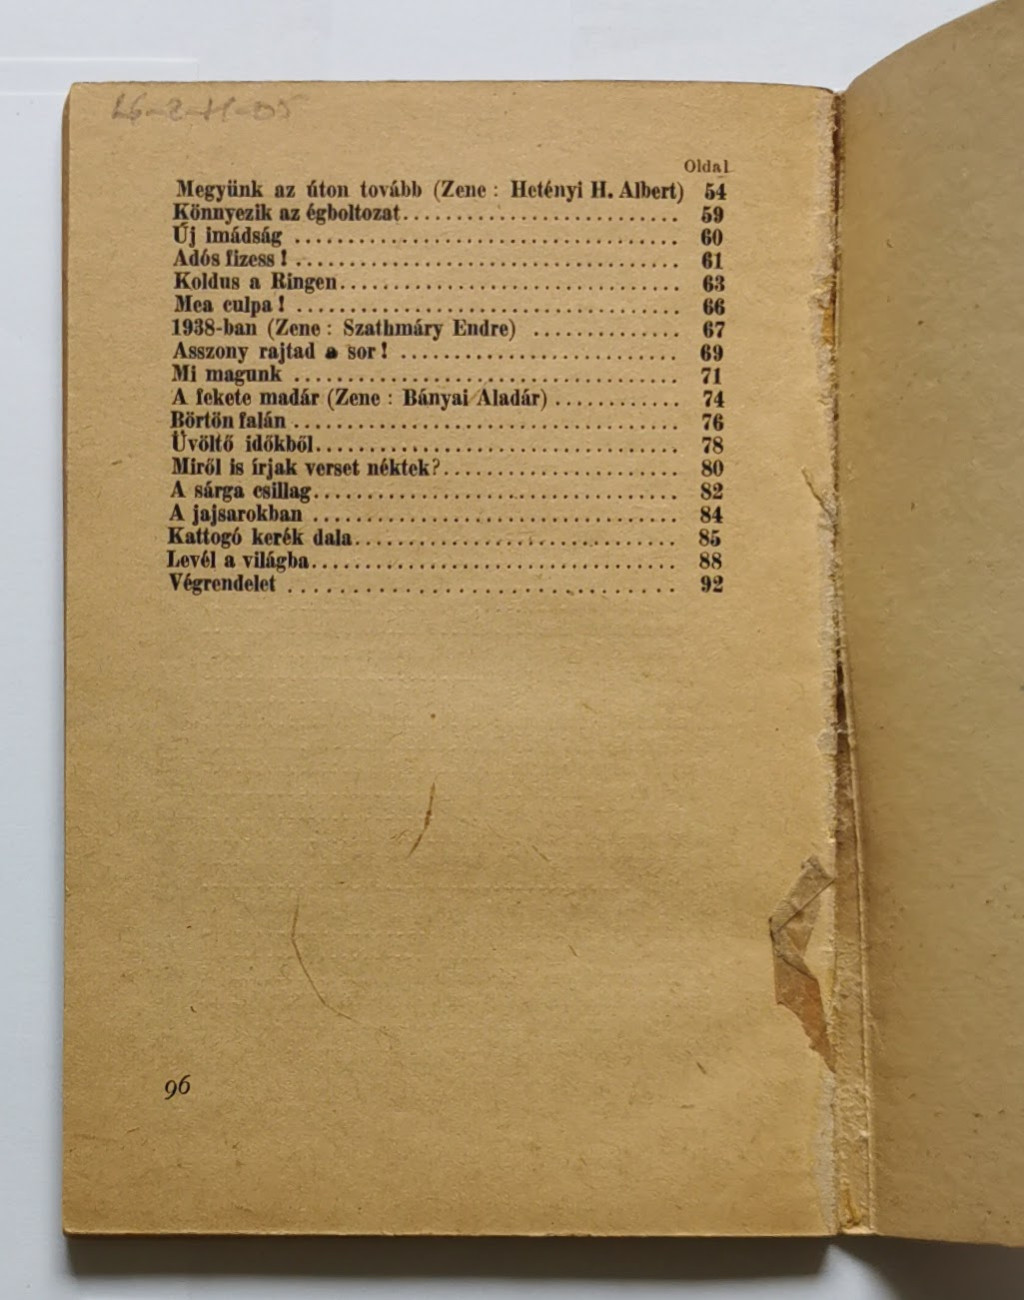 Oldal
Megyünk az úton tovább (Zene : Hetényi H. Albert) 54
Könnyezik az égboltozat........................... 59
Új imádság ................................... 60
Adós fizess ! ................................... 61
Koldus a Ringen............................... 63
Mea culpa ! ................................... 66
1938-ban (Zene : Szathmáry Endre) ............. 67
Asszony rajtad a sor ! ......................... 69
Mi magunk ................................... 71
A fekete madár (Zene : Bányai Aladár) ........... 74
Börtön falán ................................... 76
Üvöltő időkből................................. 78
Miről is írjak verset néktek?..................... 80
A sárga csillag................................. 82
A jajsarokban ................................. 84
Kattogó kerék dala............................. 85
Levél a világba................................. 88
Végrendelet ................................... 92
96